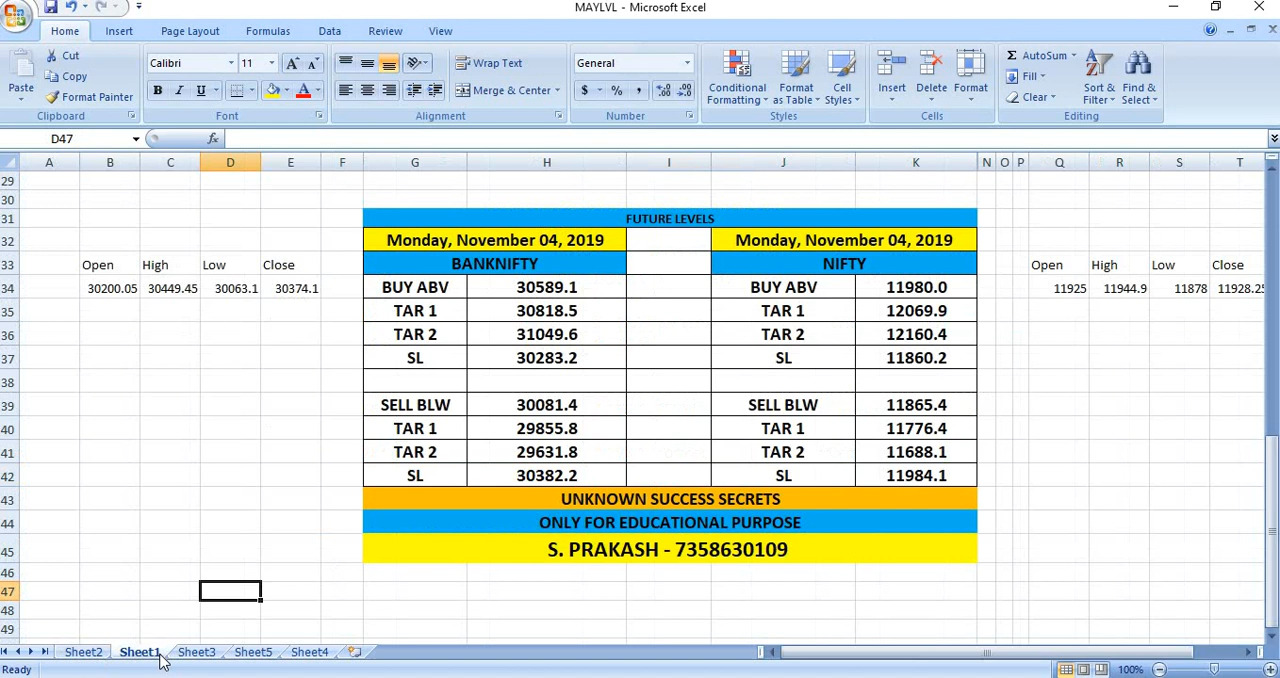 MAYLVL - Microsoft Excel
Home Insert Page Layout Formulas Data Review View
Paste Cut Copy Format Painter
Calibri 11 A A B I U A
Wrap Text Merge & Center
General $ % ,
Conditional Formatting Format as Table Cell Styles
Insert Delete Format
Σ AutoSum Fill Clear Sort & Filter Find & Select
Clipboard Font Alignment Number Styles Cells Editing
D47 fx
A B C D E F G H I J K N O P Q R S T
29
30
31 FUTURE LEVELS
32 Monday, November 04, 2019 Monday, November 04, 2019
33 Open High Low Close BANKNIFTY NIFTY Open High Low Close
34 30200.05 30449.45 30063.1 30374.1 BUY ABV 30589.1 BUY ABV 11980.0 11925 11944.9 11878 11928.25
35 TAR 1 30818.5 TAR 1 12069.9
36 TAR 2 31049.6 TAR 2 12160.4
37 SL 30283.2 SL 11860.2
38
39 SELL BLW 30081.4 SELL BLW 11865.4
40 TAR 1 29855.8 TAR 1 11776.4
41 TAR 2 29631.8 TAR 2 11688.1
42 SL 30382.2 SL 11984.1
43 UNKNOWN SUCCESS SECRETS
44 ONLY FOR EDUCATIONAL PURPOSE
45 S. PRAKASH - 7358630109
46
47
48
49
Sheet2 Sheet1 Sheet3 Sheet5 Sheet4
Ready 100%